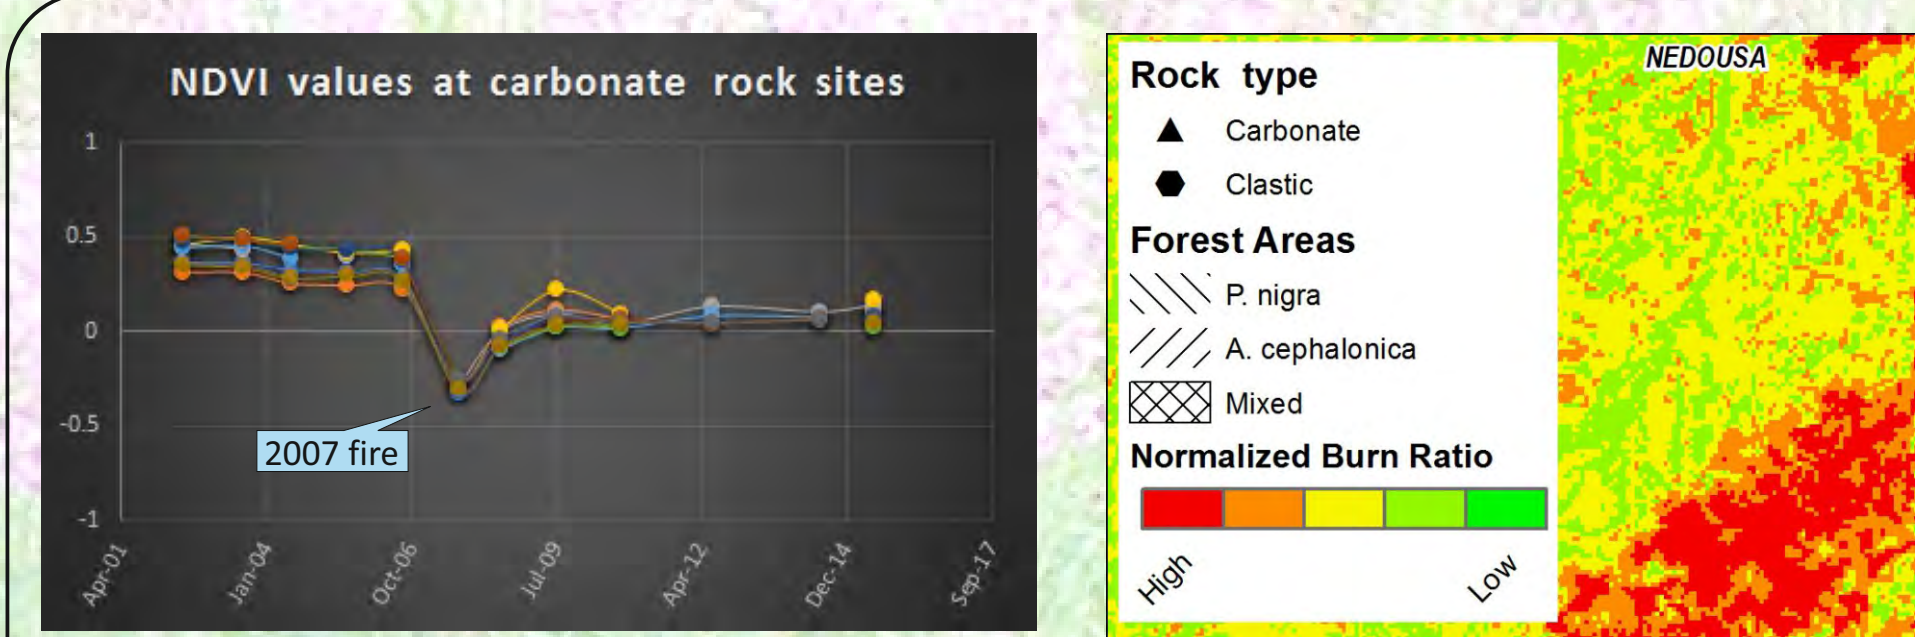 NDVI values at carbonate rock sites
1
0.5
0
-0.5
-1
2007 fire
Apr-01
Jan-04
Oct-06
Jul-09
Apr-12
Dec-14
Sep-17
Rock type
Carbonate
Clastic
Forest Areas
P. nigra
A. cephalonica
Mixed
Normalized Burn Ratio
High
Low
NEDOUSA